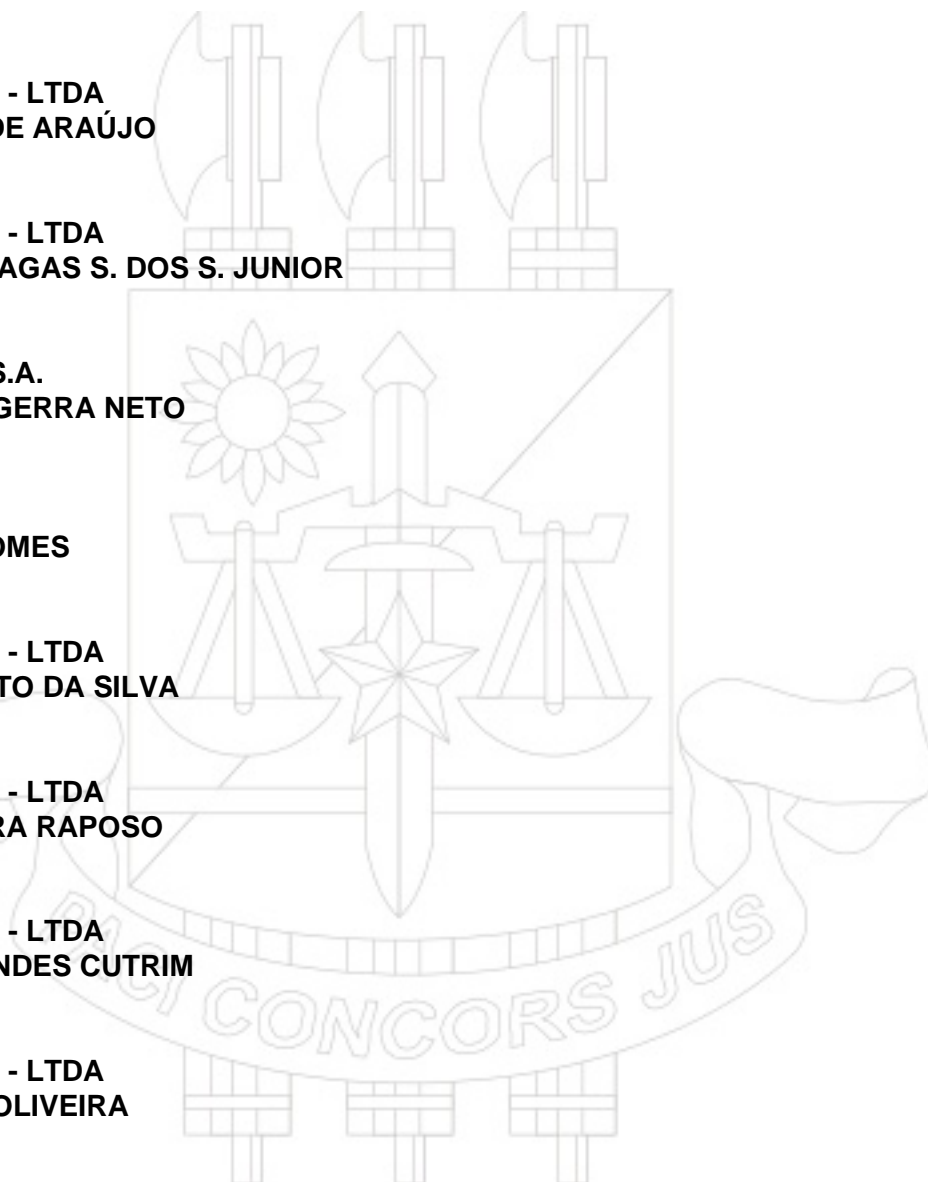 - LTDA
DE ARAÚJO
- LTDA
AGAS S. DOS S. JUNIOR
S.A.
GERRA NETO
OMES
- LTDA
TO DA SILVA
- LTDA
RA RAPOSO
- LTDA
NDES CUTRIM
PACI CONCORS JUS
- LTDA
OLIVEIRA